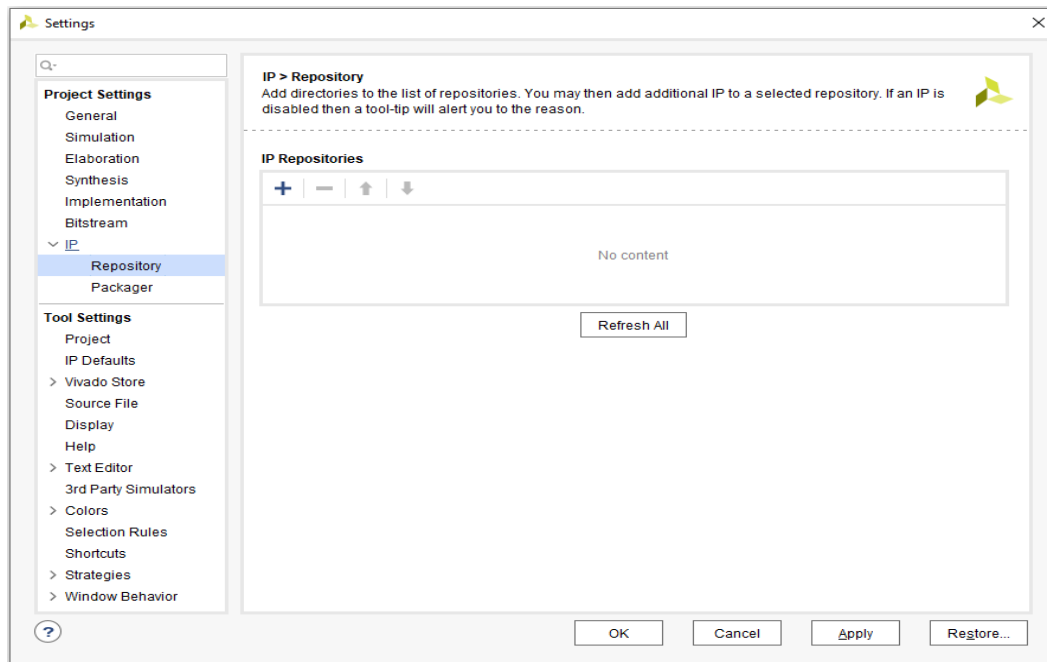 Settings
Q-
Project Settings
General
Simulation
Elaboration
Synthesis
Implementation
Bitstream
IP
Repository
Packager
Tool Settings
Project
IP Defaults
Vivado Store
Source File
Display
Help
Text Editor
3rd Party Simulators
Colors
Selection Rules
Shortcuts
Strategies
Window Behavior
IP > Repository
Add directories to the list of repositories. You may then add additional IP to a selected repository. If an IP is
disabled then a tool-tip will alert you to the reason.
IP Repositories
No content
Refresh All
?
OK
Cancel
Apply
Restore...